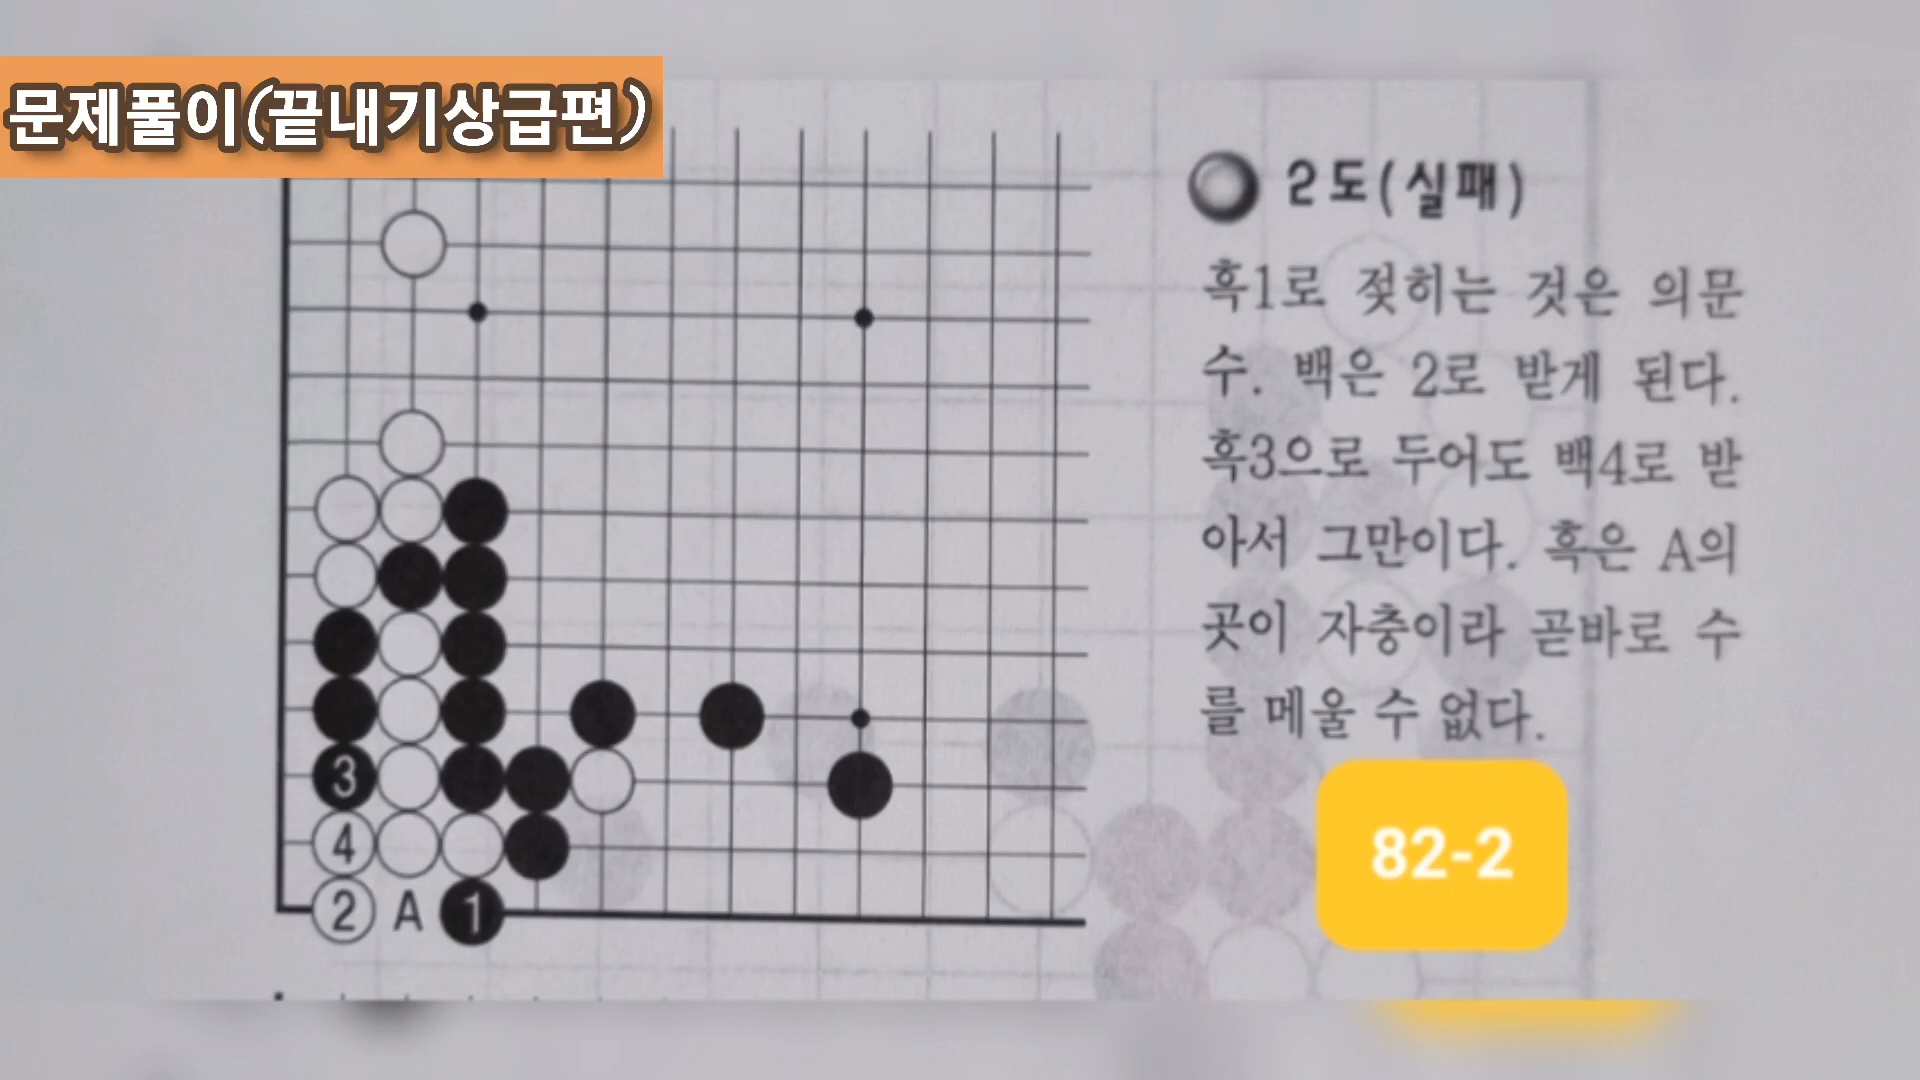 문제풀이(끝내기상급편)
2도(실패)
흑1로 젖히는 것은 의문
수. 백은 2로 받게 된다.
흑3으로 두어도 백4로 받
아서 그만이다. 흑은 A의
곳이 자충이라 곧바로 수
를 메울 수 없다.
3
4
2 A 1
82-2